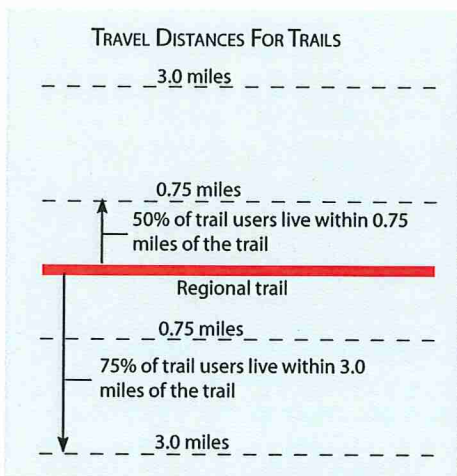 TRAVEL DISTANCES FOR TRAILS
3.0 miles
0.75 miles
50% of trail users live within 0.75
miles of the trail
Regional trail
0.75 miles
75% of trail users live within 3.0
miles of the trail
3.0 miles